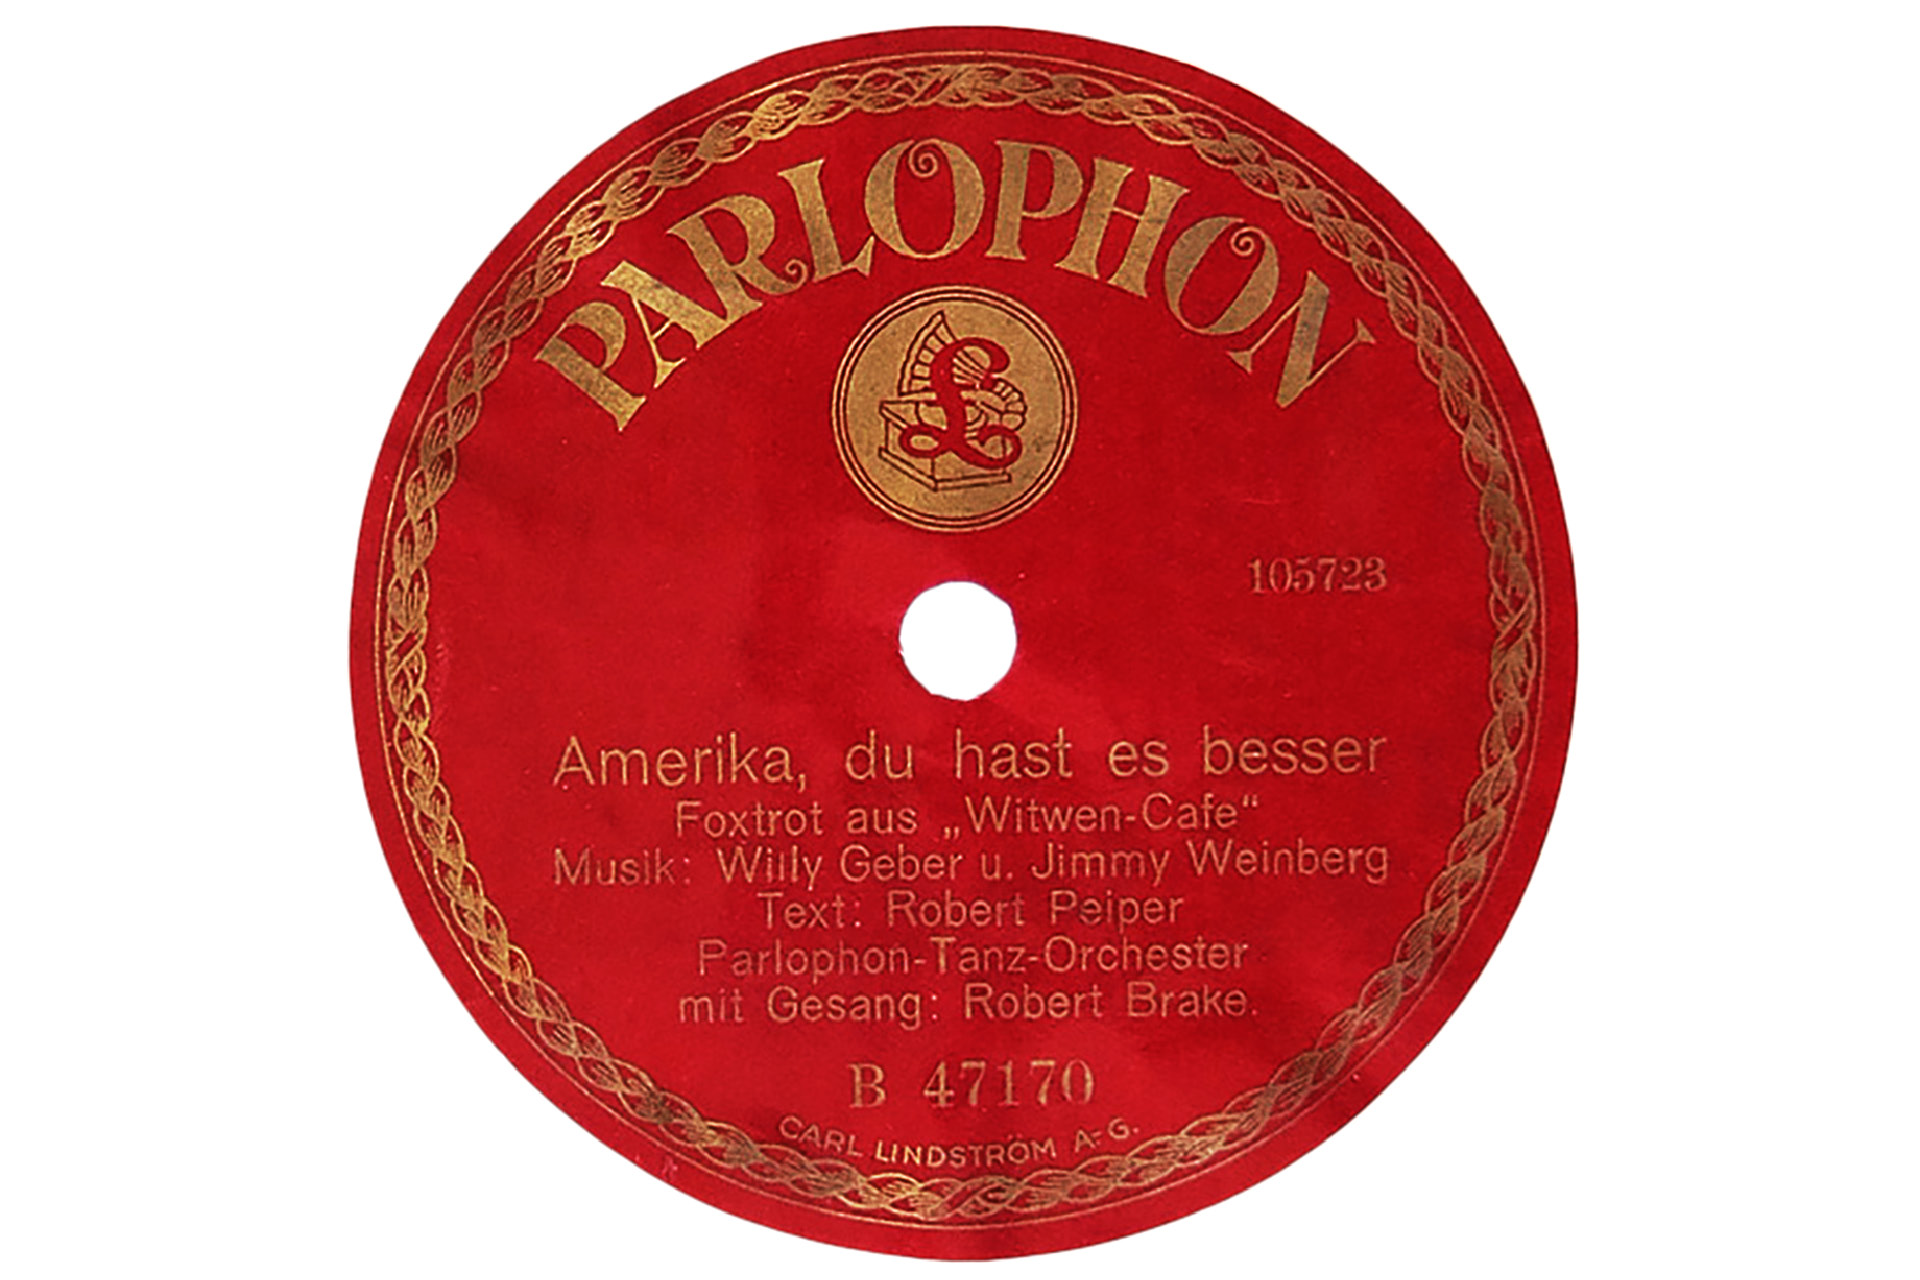 PARLOPHON
£
105723
Amerika, du hast es besser
Foxtrot aus „Witwen-Cafe“
Musik: Willy Geber u. Jimmy Weinberg
Text: Robert Peiper
Parlophon-Tanz-Orchester
mit Gesang: Robert Brake.
B 47170
CARL LINDSTRÖM A-G.